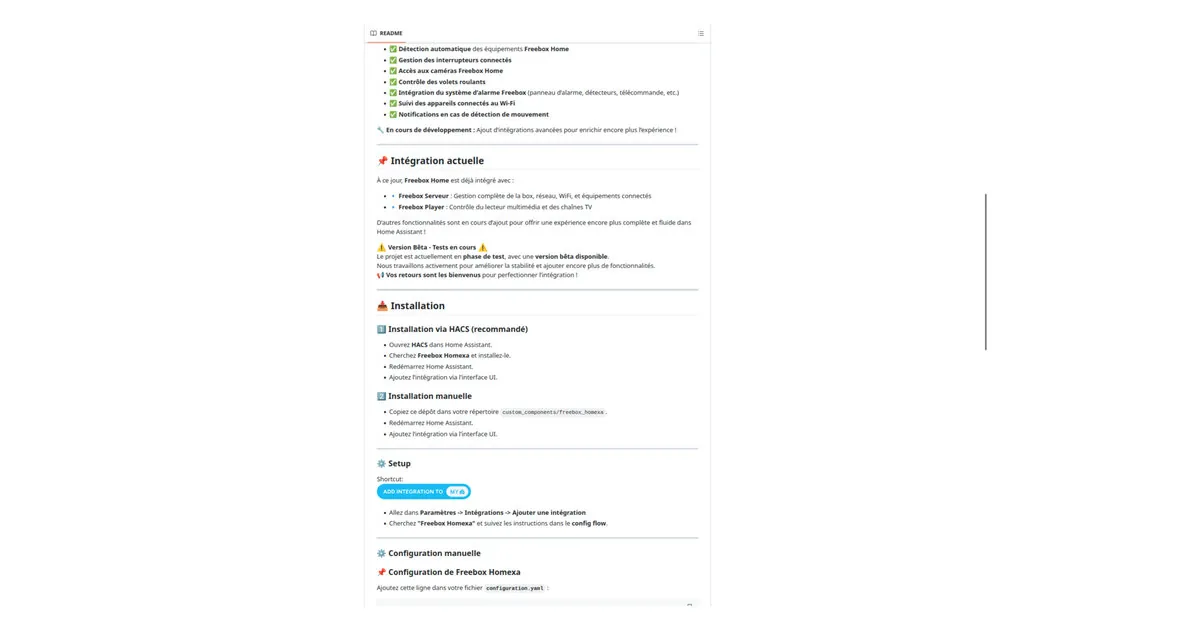 README
✅ Détection automatique des équipements Freebox Home
✅ Gestion des interrupteurs connectés
✅ Accès aux caméras Freebox Home
✅ Contrôle des volets roulants
✅ Intégration du système d'alarme Freebox (panneau d'alarme, détecteurs, télécommande, etc.)
✅ Suivi des appareils connectés au Wi-Fi
✅ Notifications en cas de détection de mouvement
🔧 En cours de développement : Ajout d'intégrations avancées pour enrichir encore plus l'expérience !
📌 Intégration actuelle
À ce jour, Freebox Home est déjà intégré avec :
🔹 Freebox Serveur : Gestion complète de la box, réseau, WiFi, et équipements connectés
🔹 Freebox Player : Contrôle du lecteur multimédia et des chaînes TV
D'autres fonctionnalités sont en cours d'ajout pour offrir une expérience encore plus complète et fluide dans
Home Assistant !
⚠️ Version Bêta - Tests en cours ⚠️
Le projet est actuellement en phase de test, avec une version bêta disponible.
Nous travaillons activement pour améliorer la stabilité et ajouter encore plus de fonctionnalités.
📢 Vos retours sont les bienvenus pour perfectionner l'intégration !
📥 Installation
1️⃣ Installation via HACS (recommandé)
Ouvrez HACS dans Home Assistant.
Cherchez Freebox Homexa et installez-le.
Redémarrez Home Assistant.
Ajoutez l'intégration via l'interface UI.
2️⃣ Installation manuelle
Copiez ce dépôt dans votre répertoire custom_components/freebox_homexa.
Redémarrez Home Assistant.
Ajoutez l'intégration via l'interface UI.
⚙️ Setup
Shortcut:
ADD INTEGRATION TO MY
Allez dans Paramètres -> Intégrations -> Ajouter une intégration
Cherchez "Freebox Homexa" et suivez les instructions dans le config flow.
⚙️ Configuration manuelle
📌 Configuration de Freebox Homexa
Ajoutez cette ligne dans votre fichier configuration.yaml :